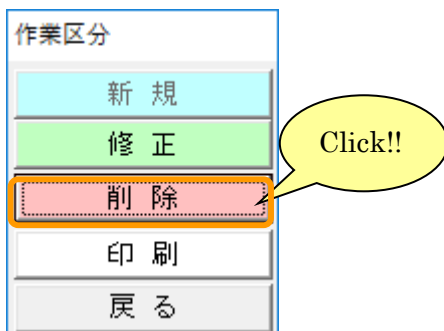 作業区分
新 規
修 正
Click!!
削 除
印 刷
戻 る